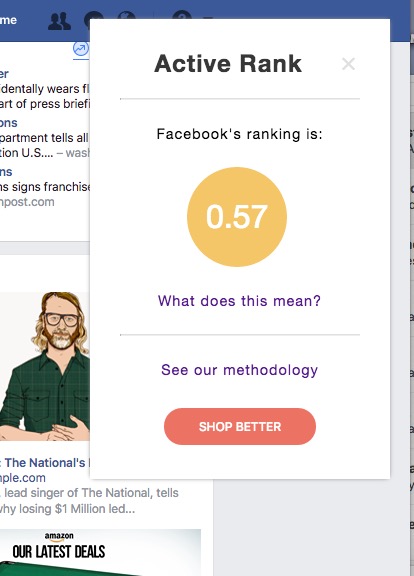 me
Active Rank
×
er
dentally wears fl
art of press briefi
ons
partment tells all
tion U.S.... – wash
ns
ns signs franchise
npost.com
Facebook's ranking is:
0.57
What does this mean?
See our methodology
SHOP BETTER
: The National's
mple.com
, lead singer of The National, tells
why losing $1 Million led...
amazon
OUR LATEST DEALS